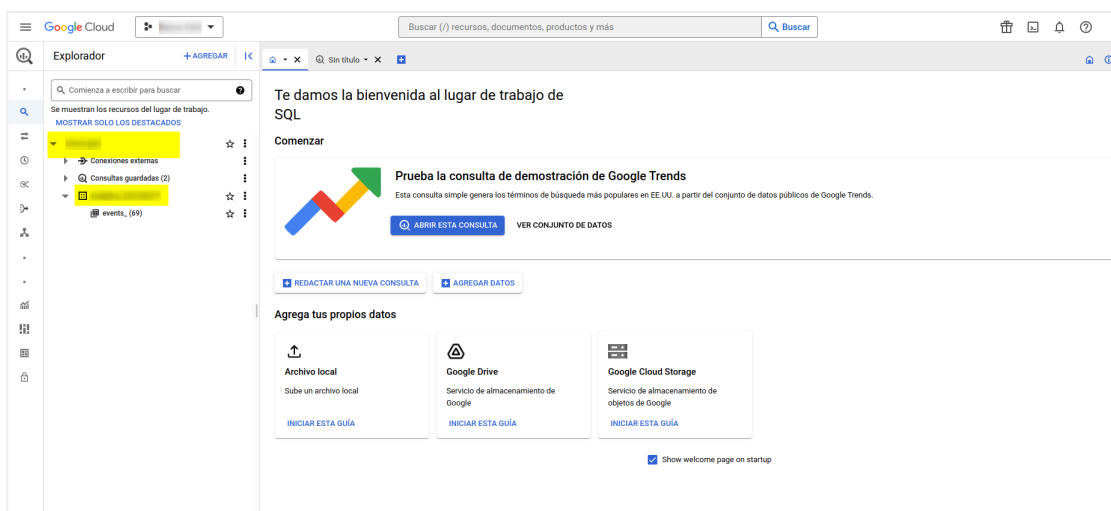 Google Cloud
Buscar (/) recursos, documentos, productos y más
Buscar
Explorador
+ AGREGAR
Sin título
Comienza a escribir para buscar
Se muestran los recursos del lugar de trabajo.
MOSTRAR SOLO LOS DESTACADOS
Conexiones externas
Consultas guardadas (2)
events_ (69)
Te damos la bienvenida al lugar de trabajo de
SQL
Comenzar
Prueba la consulta de demostración de Google Trends
Esta consulta simple genera los términos de búsqueda más populares en EE.UU. a partir del conjunto de datos públicos de Google Trends.
ABRIR ESTA CONSULTA
VER CONJUNTO DE DATOS
REDACTAR UNA NUEVA CONSULTA
AGREGAR DATOS
Agrega tus propios datos
Archivo local
Sube un archivo local
INICIAR ESTA GUÍA
Google Drive
Servicio de almacenamiento de
Google
INICIAR ESTA GUÍA
Google Cloud Storage
Servicio de almacenamiento de
objetos de Google
INICIAR ESTA GUÍA
Show welcome page on startup